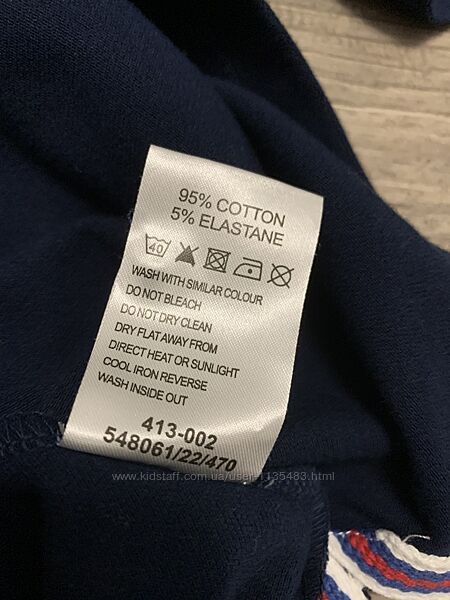 95% COTTON
5% ELASTANE
40
WASH WITH SIMILAR COLOUR
DO NOT BLEACH
DO NOT DRY CLEAN
DRY FLAT AWAY FROM
DIRECT HEAT OR SUNLIGHT
COOL IRON REVERSE
WASH INSIDE OUT
413-002
548061/22/470
www.kidstaff.com.ua/user-1135483.html